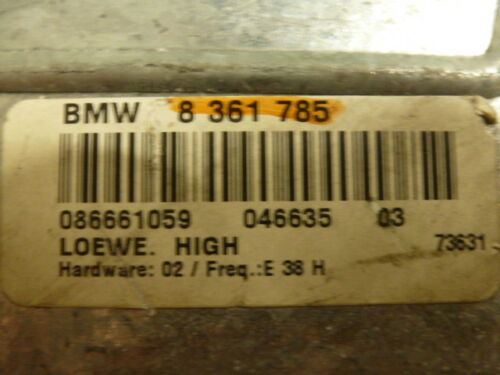 BMW 8 361 785
086661059 046635 03
LOEWE. HIGH 73631
Hardware: 02 / Freq.:E 38 H